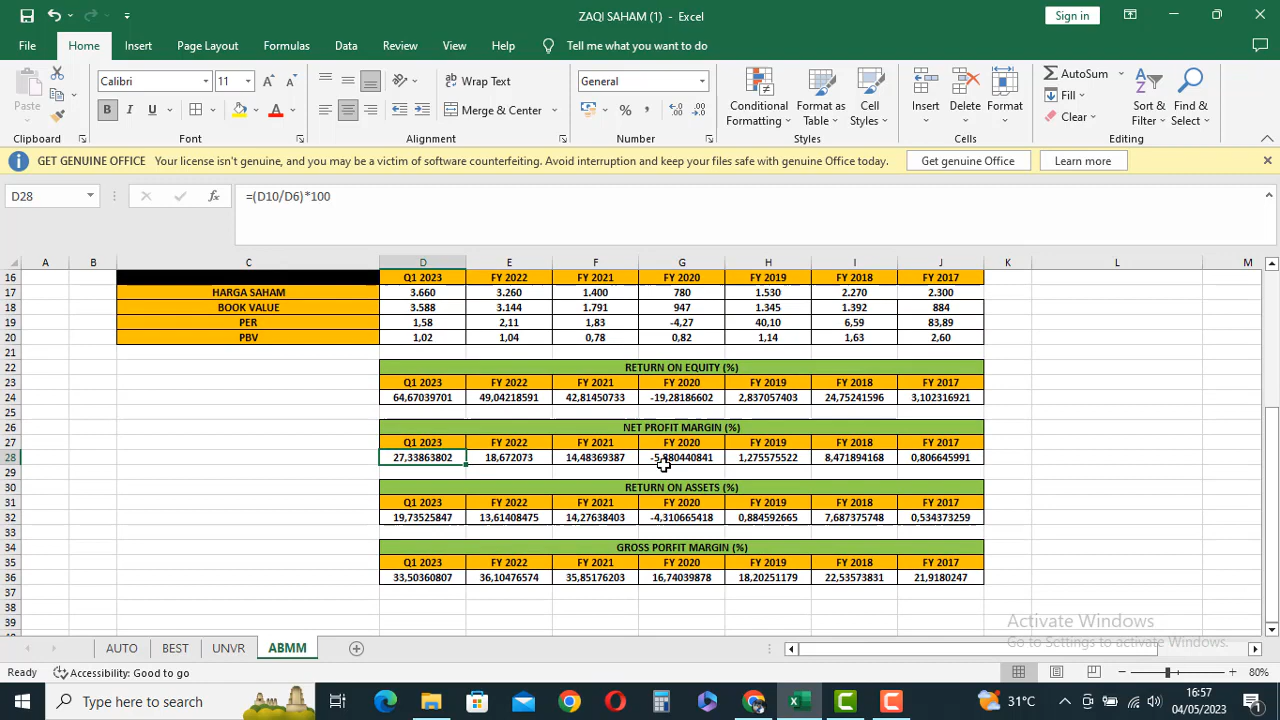 ZAQI SAHAM (1) - Excel
Sign in
File Home Insert Page Layout Formulas Data Review View Help Tell me what you want to do
Paste
Clipboard
Calibri 11
B I U
Font
Wrap Text
Merge & Center
Alignment
General
Number
Conditional Formatting
Format as Table
Cell Styles
Styles
Insert Delete Format
Cells
AutoSum
Fill
Clear
Sort & Filter
Find & Select
Editing
GET GENUINE OFFICE Your license isn't genuine, and you may be a victim of software counterfeiting. Avoid interruption and keep your files safe with genuine Office today. Get genuine Office Learn more
D28 fx =(D10/D6)*100
A B C D E F G H I J K L M
16 Q1 2023 FY 2022 FY 2021 FY 2020 FY 2019 FY 2018 FY 2017
17 HARGA SAHAM 3.660 3.260 1.400 780 1.530 2.270 2.300
18 BOOK VALUE 3.588 3.144 1.791 947 1.345 1.392 884
19 PER 1,58 2,11 1,83 -4,27 40,10 6,59 83,89
20 PBV 1,02 1,04 0,78 0,82 1,14 1,63 2,60
21
22 RETURN ON EQUITY (%)
23 Q1 2023 FY 2022 FY 2021 FY 2020 FY 2019 FY 2018 FY 2017
24 64,67039701 49,04218591 42,81450733 -19,28186602 2,837057403 24,75241596 3,102316921
25
26 NET PROFIT MARGIN (%)
27 Q1 2023 FY 2022 FY 2021 FY 2020 FY 2019 FY 2018 FY 2017
28 27,33863802 18,672073 14,48369387 -5,880440841 1,275575522 8,471894168 0,806645991
29
30 RETURN ON ASSETS (%)
31 Q1 2023 FY 2022 FY 2021 FY 2020 FY 2019 FY 2018 FY 2017
32 19,73525847 13,61408475 14,27638403 -4,310665418 0,884592665 7,687375748 0,534373259
33
34 GROSS PORFIT MARGIN (%)
35 Q1 2023 FY 2022 FY 2021 FY 2020 FY 2019 FY 2018 FY 2017
36 33,50360807 36,10476574 35,85176203 16,74039878 18,20251179 22,53573831 21,9180247
37
38
39
Activate Windows
Go to Settings to activate Windows.
AUTO BEST UNVR ABMM
Ready Accessibility: Good to go 80%
Type here to search
31°C
16:57
04/05/2023
1